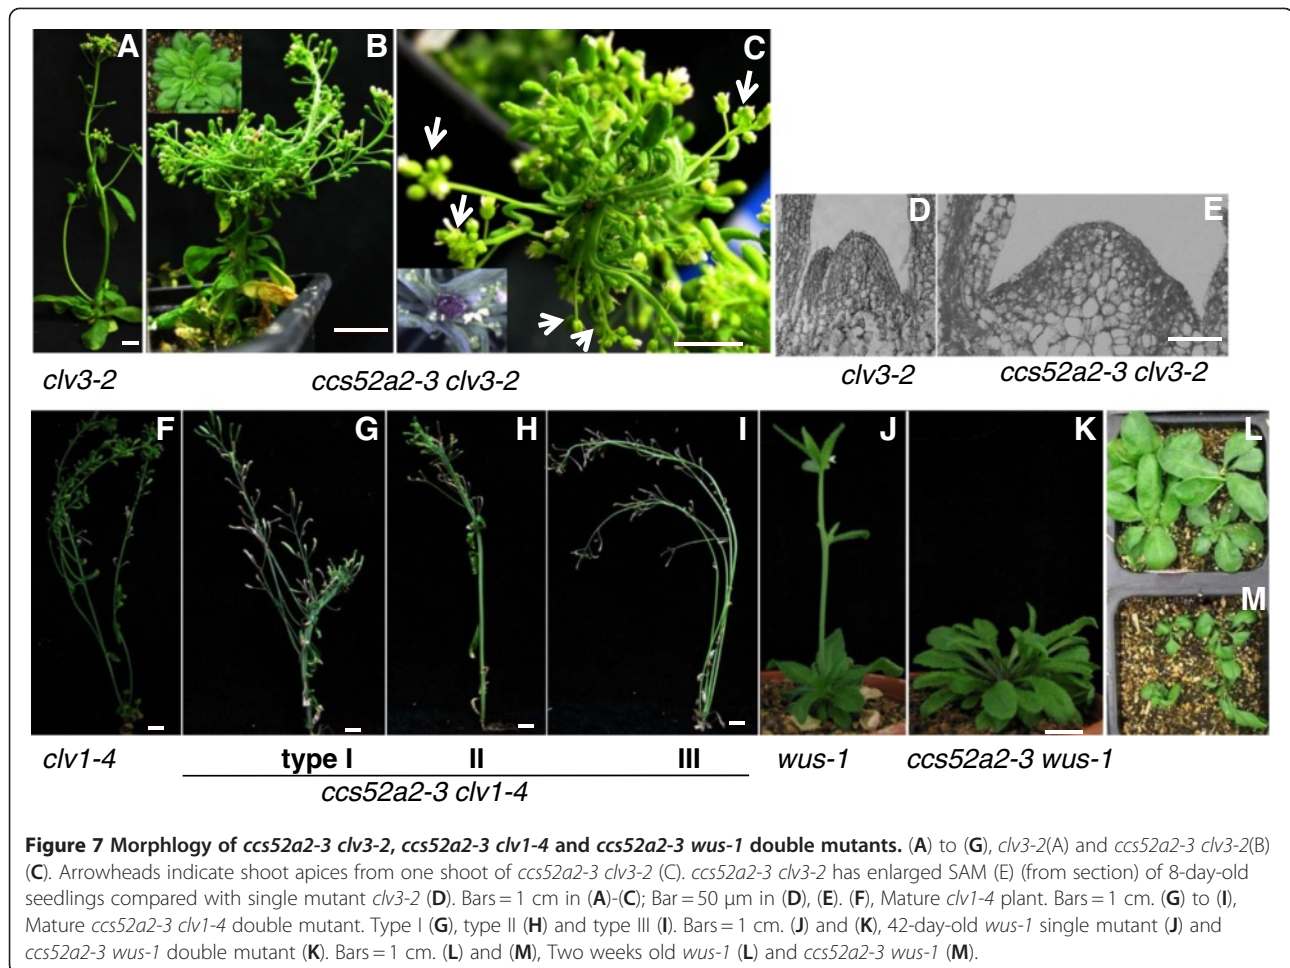 A
B
C
D
E
clv3-2
ccs52a2-3 clv3-2
clv3-2
ccs52a2-3 clv3-2
F
G
H
I
J
K
L
M
clv1-4
type I
II
III
wus-1
ccs52a2-3 wus-1
ccs52a2-3 clv1-4
Figure 7 Morphlogy of ccs52a2-3 clv3-2, ccs52a2-3 clv1-4 and ccs52a2-3 wus-1 double mutants. (A) to (G), clv3-2(A) and ccs52a2-3 clv3-2(B)
(C). Arrowheads indicate shoot apices from one shoot of ccs52a2-3 clv3-2 (C). ccs52a2-3 clv3-2 has enlarged SAM (E) (from section) of 8-day-old
seedlings compared with single mutant clv3-2 (D). Bars = 1 cm in (A)-(C); Bar = 50 μm in (D), (E). (F), Mature clv1-4 plant. Bars = 1 cm. (G) to (I),
Mature ccs52a2-3 clv1-4 double mutant. Type I (G), type II (H) and type III (I). Bars = 1 cm. (J) and (K), 42-day-old wus-1 single mutant (J) and
ccs52a2-3 wus-1 double mutant (K). Bars = 1 cm. (L) and (M), Two weeks old wus-1 (L) and ccs52a2-3 wus-1 (M).